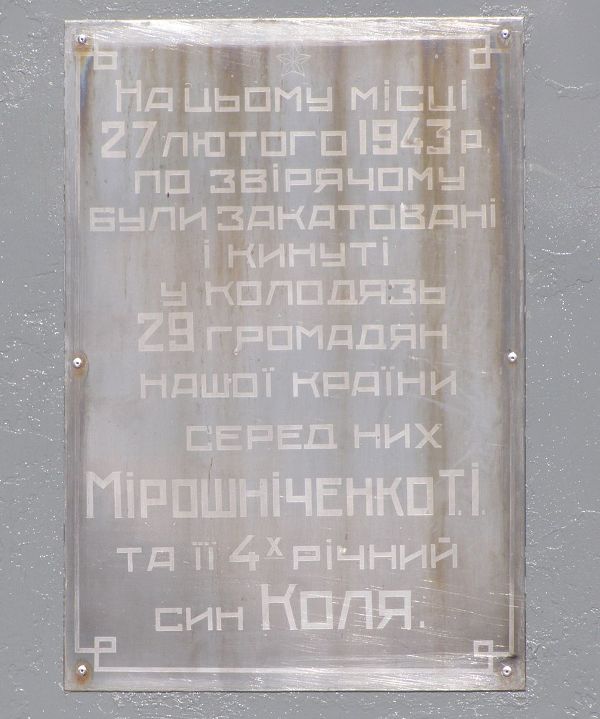 На цьому місці
27 лютого 1943 р.
по звірячому
були закатовані
і кинуті
у колодязь
29 громадян
нашої країни
серед них
Мірошніченко Т.І.
та її 4х річний
син Коля.